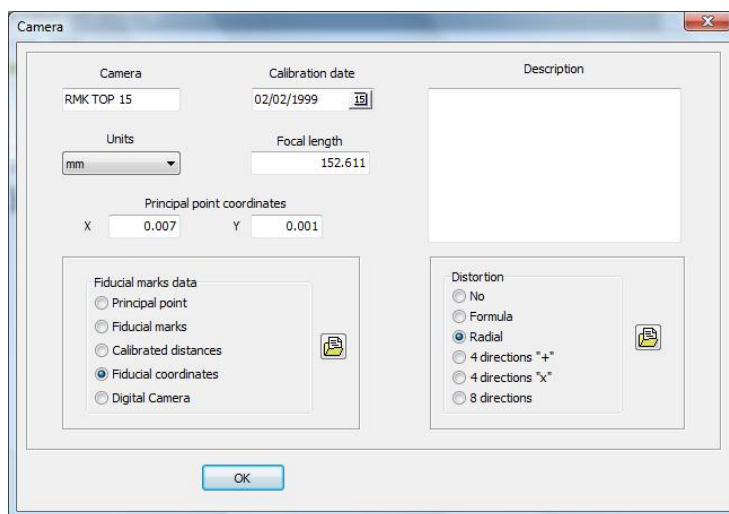 Camera
Camera
Calibration date
Description
RMK TOP 15
02/02/1999
15
Units
Focal length
mm
152.611
Principal point coordinates
X 0.007 Y 0.001
Fiducial marks data
Principal point
Fiducial marks
Calibrated distances
Fiducial coordinates
Digital Camera
Distortion
No
Formula
Radial
4 directions "+"
4 directions "x"
8 directions
OK